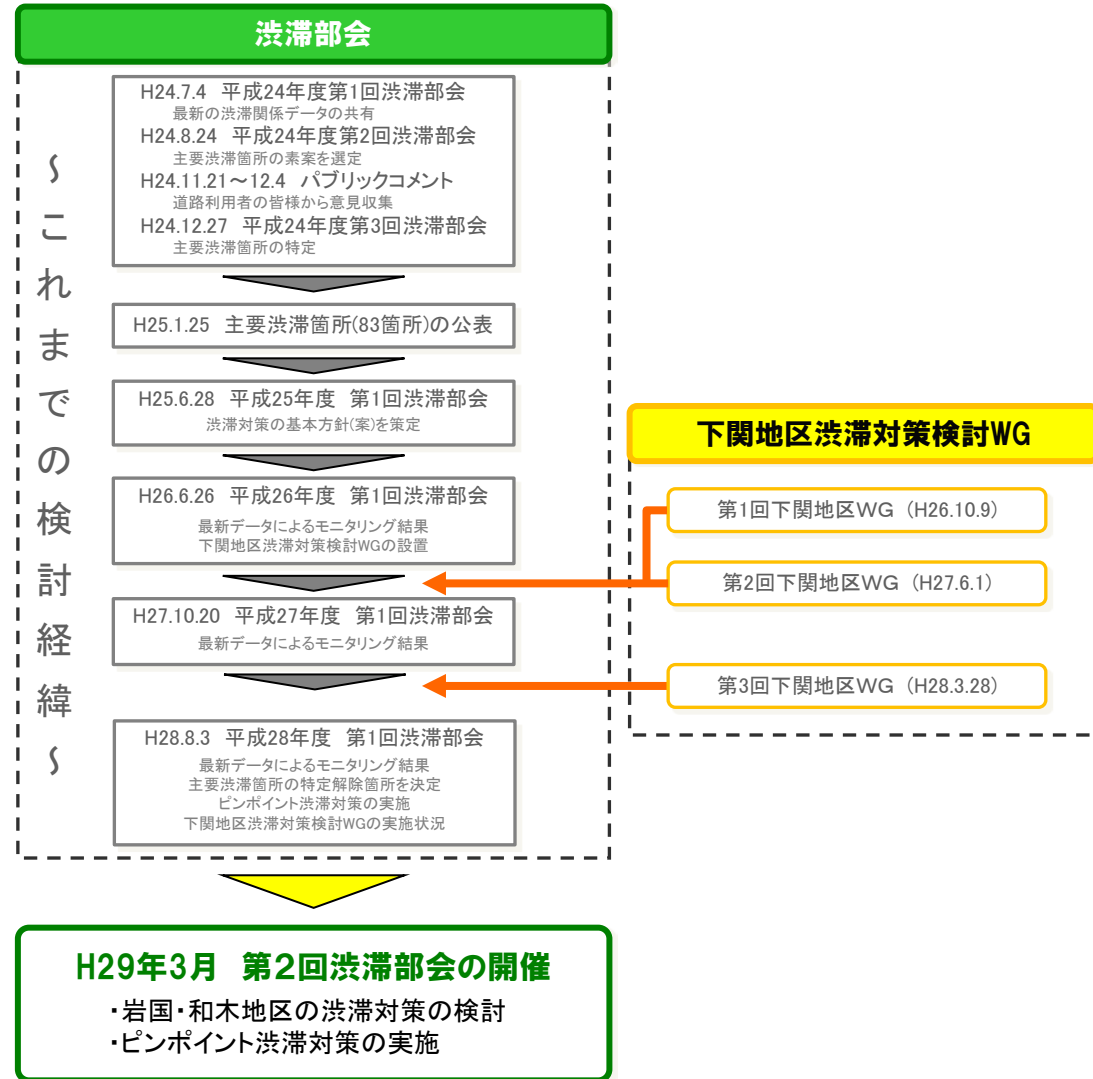 渋滞部会
～これまでの検討経緯～
H24.7.4 平成24年度第1回渋滞部会
最新の渋滞関係データの共有
H24.8.24 平成24年度第2回渋滞部会
主要渋滞箇所の素案を選定
H24.11.21～12.4 パブリックコメント
道路利用者の皆様から意見収集
H24.12.27 平成24年度第3回渋滞部会
主要渋滞箇所の特定
H25.1.25 主要渋滞箇所(83箇所)の公表
H25.6.28 平成25年度 第1回渋滞部会
渋滞対策の基本方針(案)を策定
H26.6.26 平成26年度 第1回渋滞部会
最新データによるモニタリング結果
下関地区渋滞対策検討WGの設置
H27.10.20 平成27年度 第1回渋滞部会
最新データによるモニタリング結果
H28.8.3 平成28年度 第1回渋滞部会
最新データによるモニタリング結果
主要渋滞箇所の特定解除箇所を決定
ピンポイント渋滞対策の実施
下関地区渋滞対策検討WGの実施状況
下関地区渋滞対策検討WG
第1回下関地区WG (H26.10.9)
第2回下関地区WG (H27.6.1)
第3回下関地区WG (H28.3.28)
H29年3月 第2回渋滞部会の開催
・岩国・和木地区の渋滞対策の検討
・ピンポイント渋滞対策の実施